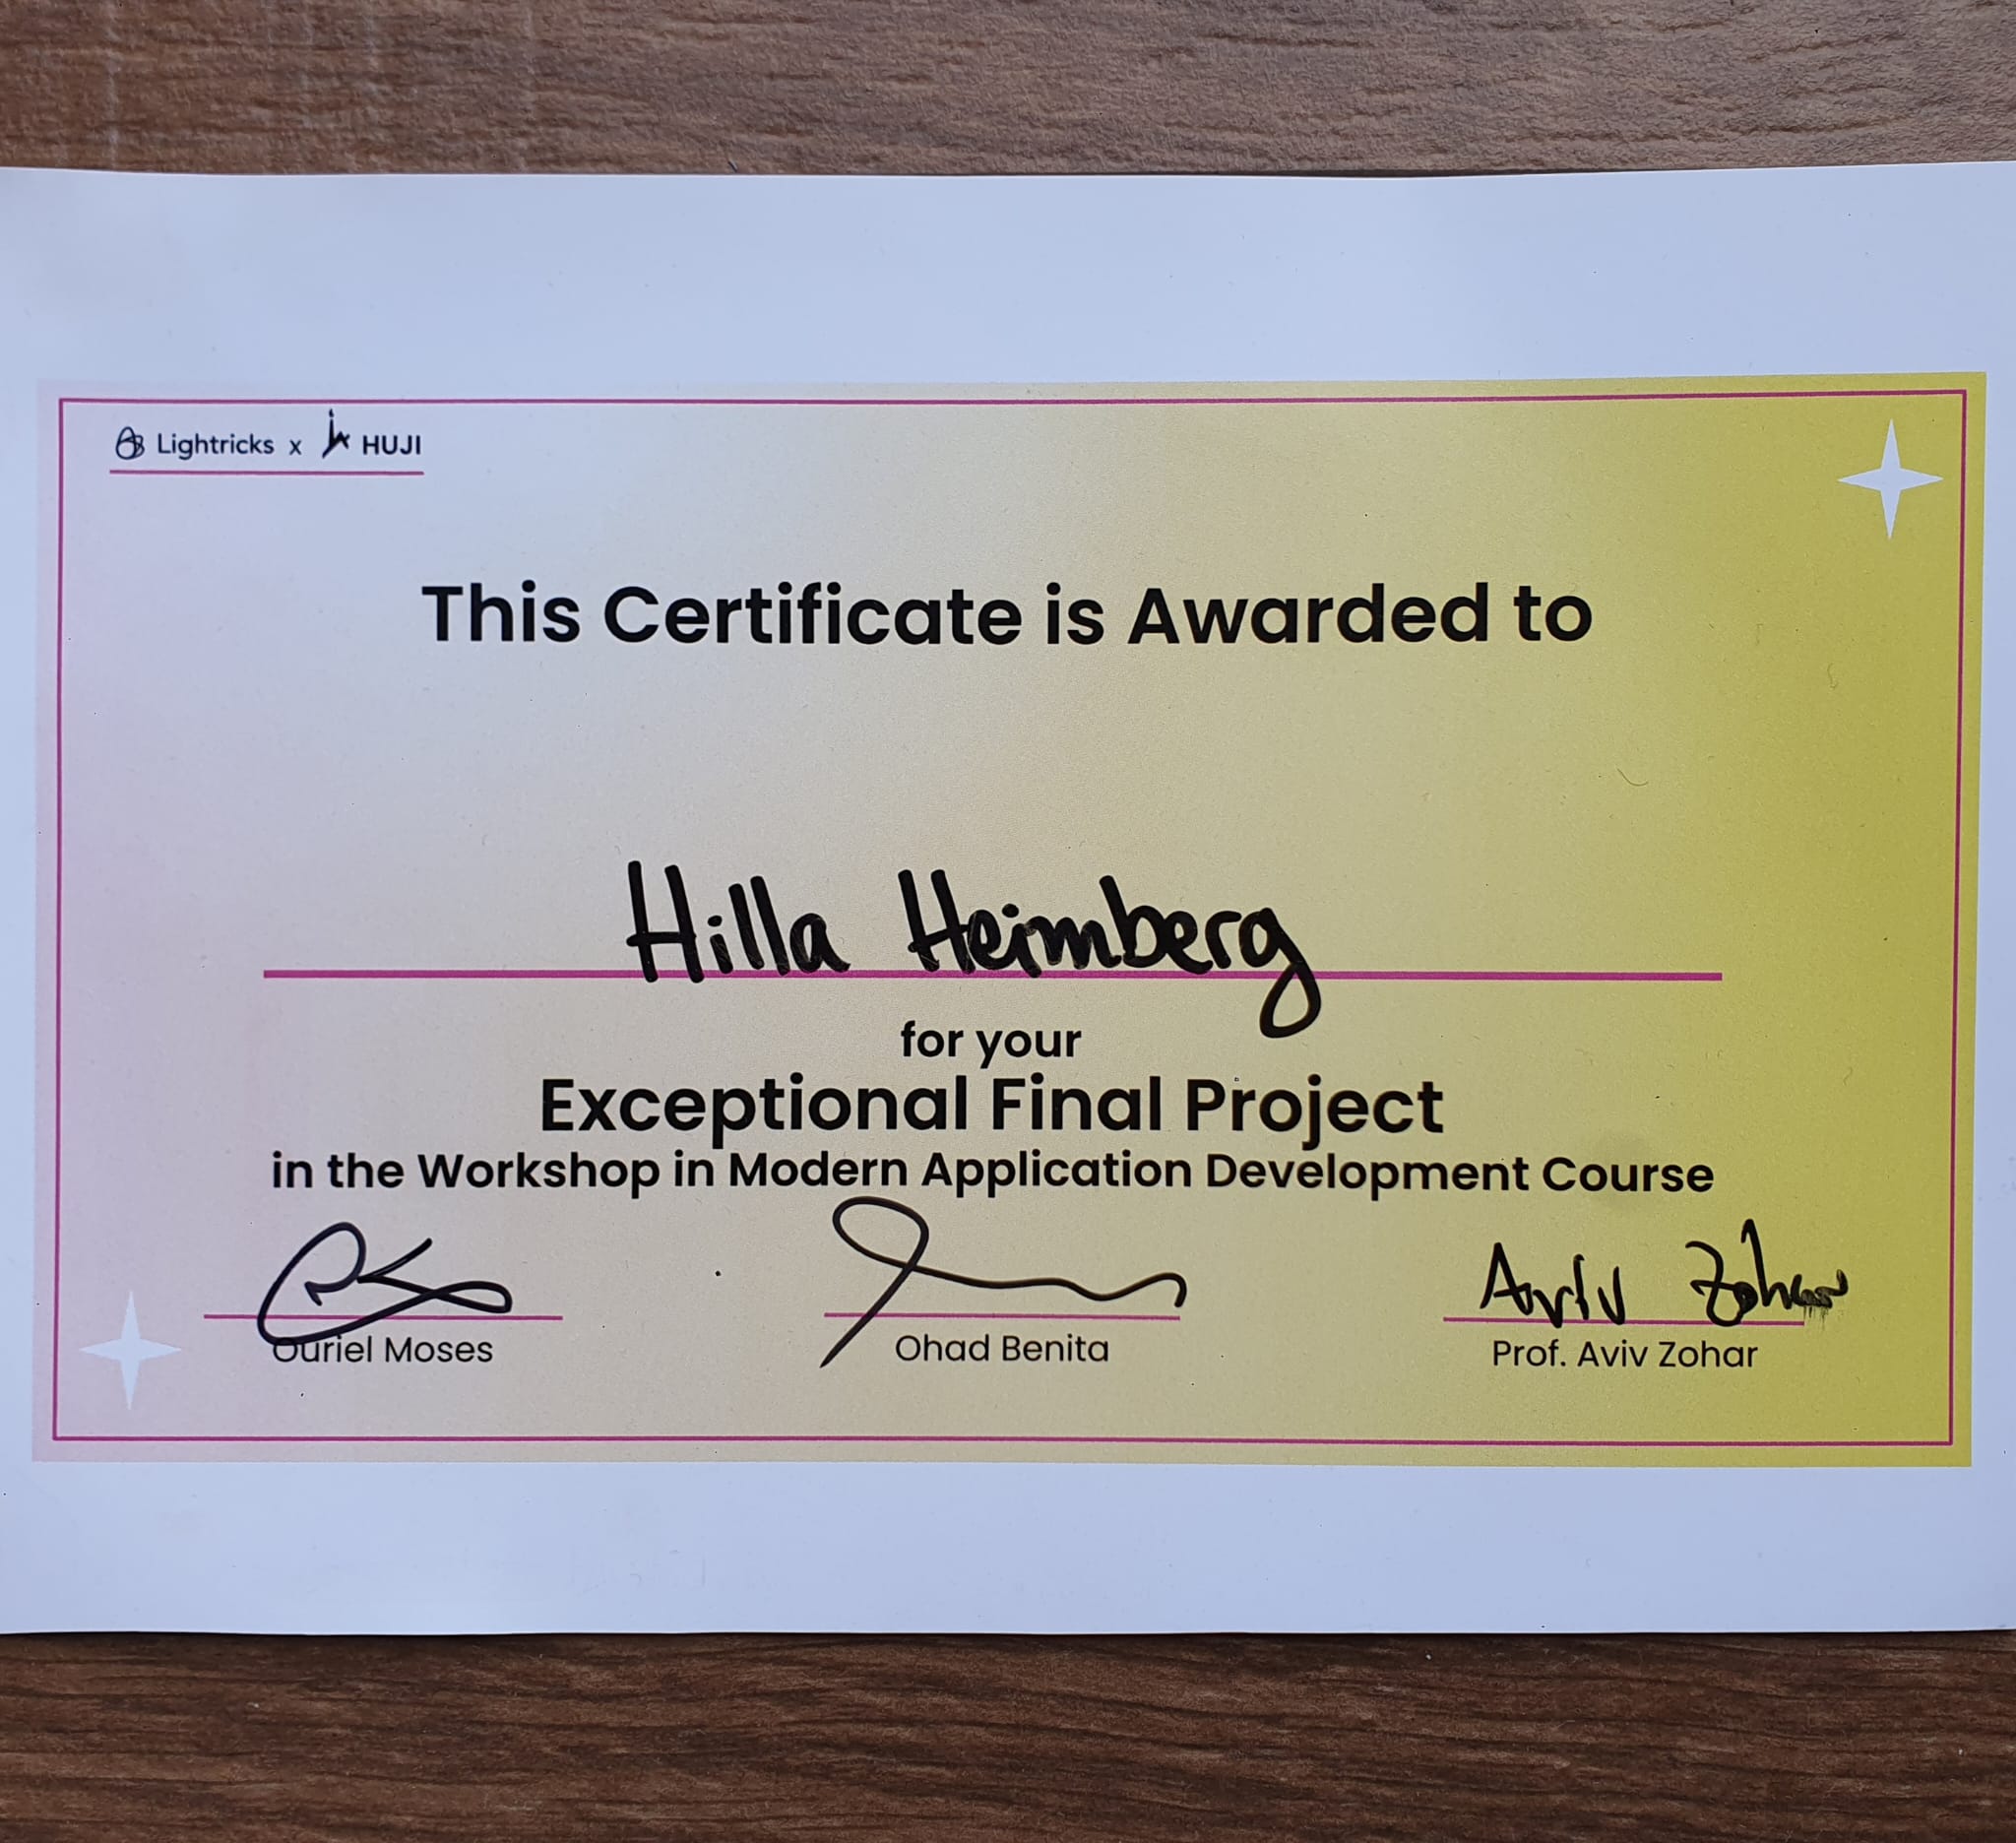 Lightricks x HUJI
This Certificate is Awarded to
Hilla Heimberg
for your
Exceptional Final Project
in the Workshop in Modern Application Development Course
Aviv Zohar
Ouriel Moses Ohad Benita Prof. Aviv Zohar